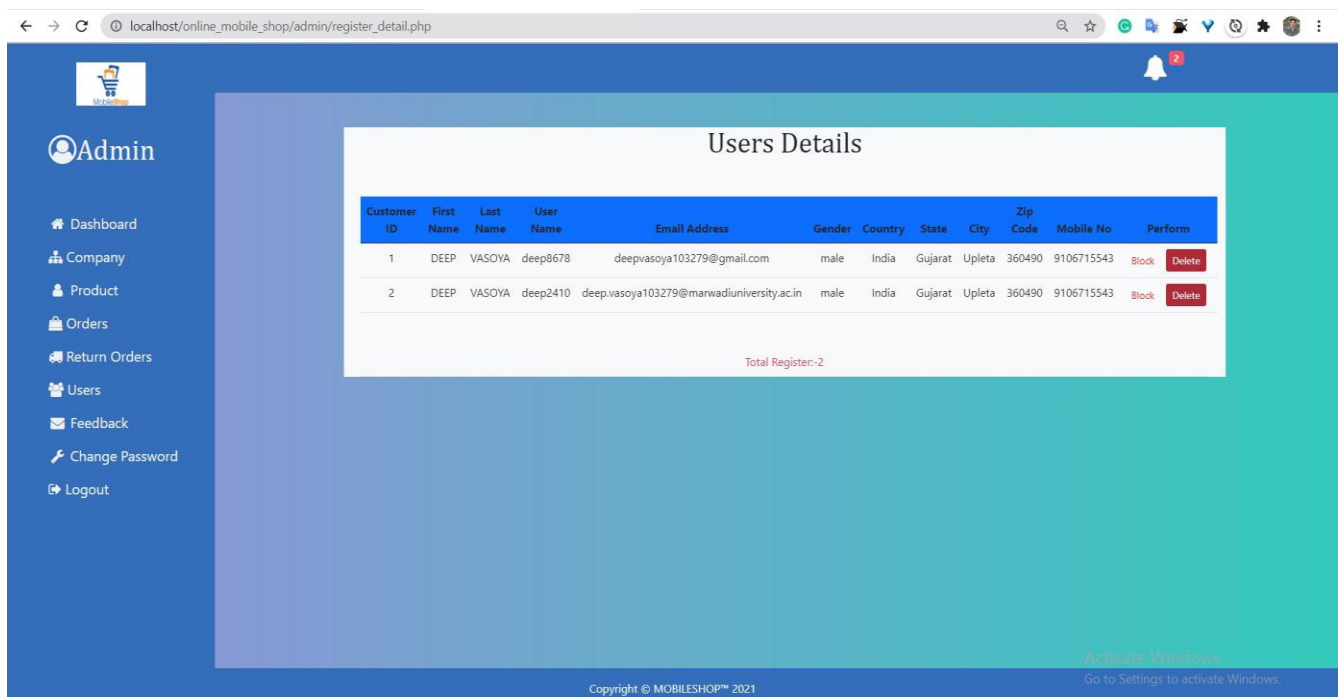 localhost/online_mobile_shop/admin/register_detail.php
2
MobileShop
Admin
Dashboard
Company
Product
Orders
Return Orders
Users
Feedback
Change Password
Logout
Users Details
Customer ID First Name Last Name User Name Email Address Gender Country State City Zip Code Mobile No Perform
1 DEEP VASOYA deep8678 deepvasoya103279@gmail.com male India Gujarat Upleta 360490 9106715543 Block Delete
2 DEEP VASOYA deep2410 deep.vasoya103279@marwadiuniversity.ac.in male India Gujarat Upleta 360490 9106715543 Block Delete
Total Register:-2
Activate Windows
Go to Settings to activate Windows.
Copyright © MOBILESHOP™ 2021